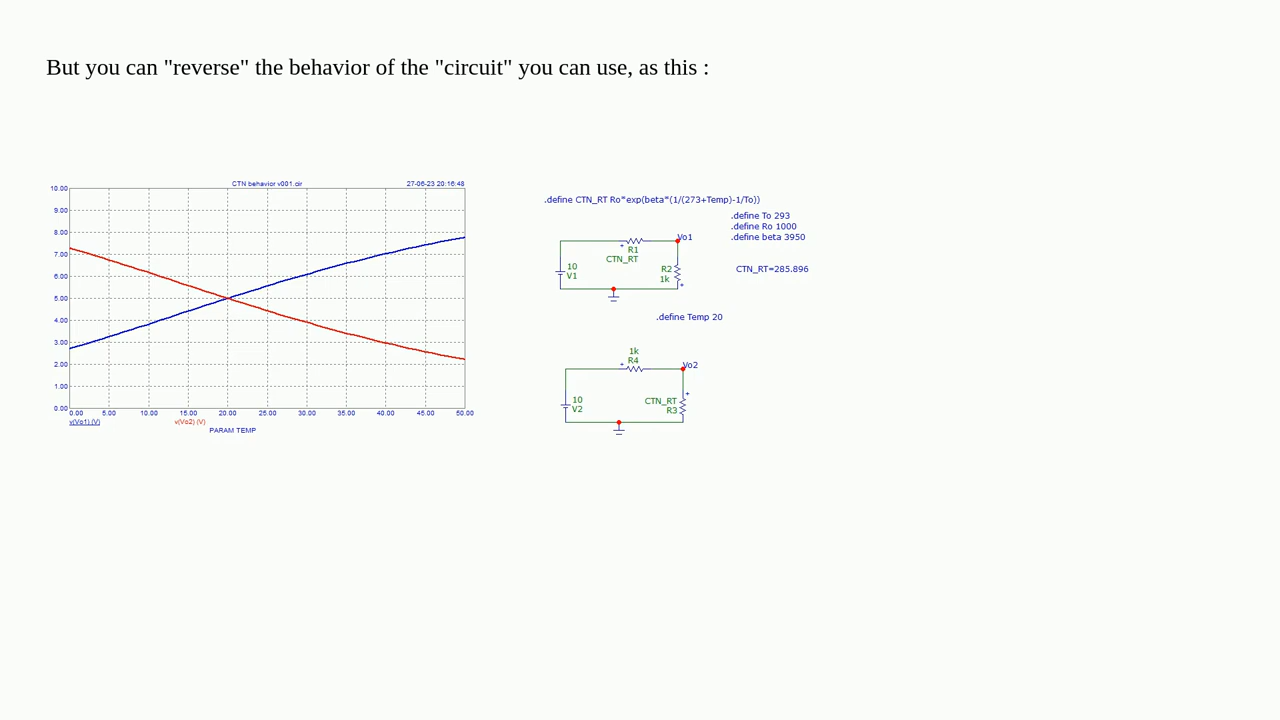 But you can "reverse" the behavior of the "circuit" you can use, as this :
CTN behavior v001.cir 27-06-23 20:16:48
10.00
9.00
8.00
7.00
6.00
5.00
4.00
3.00
2.00
1.00
0.00
0.00 5.00 10.00 15.00 20.00 25.00 30.00 35.00 40.00 45.00 50.00
v(Vo1) (V) v(Vo2) (V)
PARAM TEMP
.define CTN_RT Ro*exp(beta*(1/(273+Temp)-1/To))
.define To 293
.define Ro 1000
.define beta 3950
CTN_RT=285.896
Vo1
+
R1
CTN_RT
10
V1
R2
1k
+
.define Temp 20
1k
R4
+
Vo2
10
V2
+
CTN_RT
R3